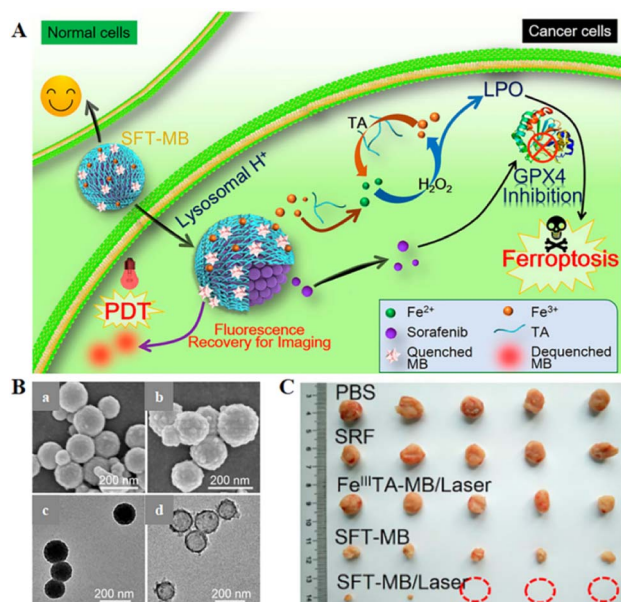 A
Normal cells
Cancer cells
SFT-MB
Lysosomal H⁺
TA
H₂O₂
LPO
GPX4
Inhibition
Ferroptosis
PDT
Fluorescence
Recovery for Imaging
Fe²⁺
Fe³⁺
Sorafenib
TA
Quenched
MB
Dequenched
MB
B
a
b
200 nm
200 nm
c
d
200 nm
200 nm
C
PBS
SRF
FeᴵᴵᴵTA-MB/Laser
SFT-MB
SFT-MB/Laser